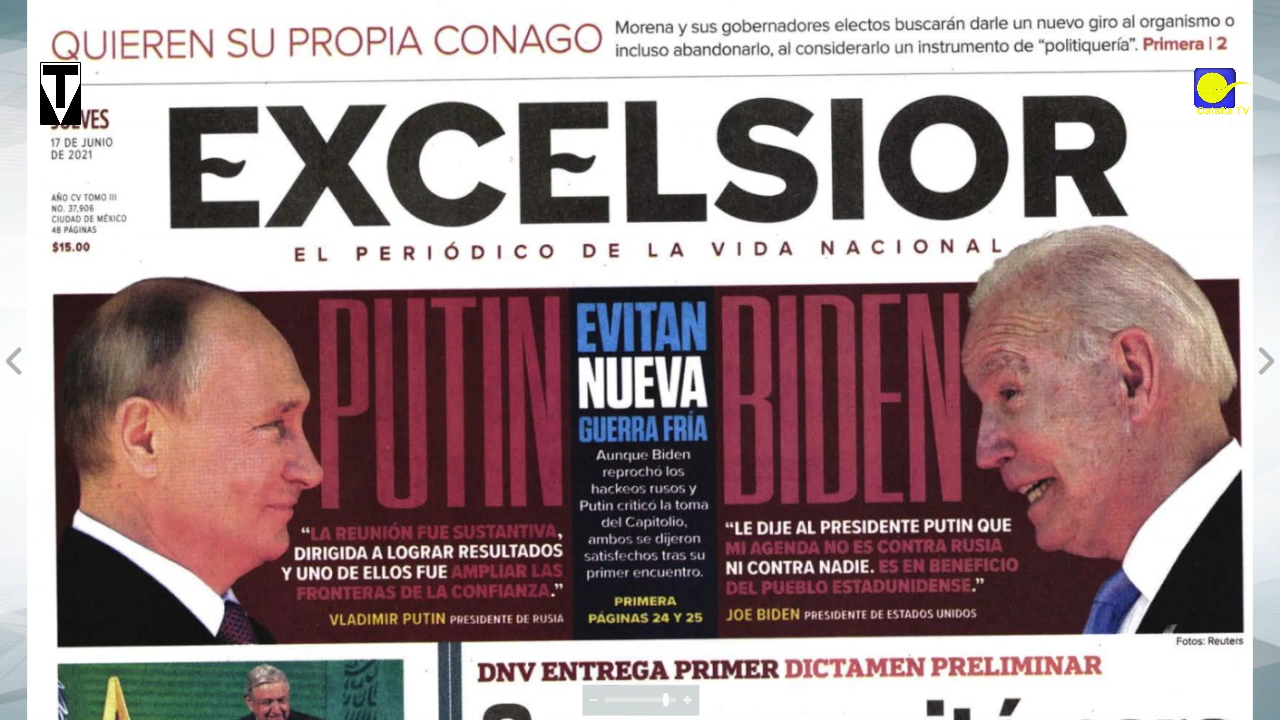 QUIEREN SU PROPIA CONAGO
Morena y sus gobernadores electos buscarán darle un nuevo giro al organismo o
incluso abandonarlo, al considerarlo un instrumento de “politiquería”. Primera | 2
TV
JUEVES
17 DE JUNIO
DE 2021
AÑO CV TOMO III
NO. 37,906
CIUDAD DE MÉXICO
48 PÁGINAS
$15.00
EXCELSIOR
EL PERIÓDICO DE LA VIDA NACIONAL
PUTIN
“LA REUNIÓN FUE SUSTANTIVA,
DIRIGIDA A LOGRAR RESULTADOS
Y UNO DE ELLOS FUE AMPLIAR LAS
FRONTERAS DE LA CONFIANZA.”
VLADIMIR PUTIN PRESIDENTE DE RUSIA
EVITAN
NUEVA
GUERRA FRÍA
Aunque Biden
reprochó los
hackeos rusos y
Putin criticó la toma
del Capitolio,
ambos se dijeron
satisfechos tras su
primer encuentro.
PRIMERA
PÁGINAS 24 Y 25
BIDEN
“LE DIJE AL PRESIDENTE PUTIN QUE
MI AGENDA NO ES CONTRA RUSIA
NI CONTRA NADIE. ES EN BENEFICIO
DEL PUEBLO ESTADUNIDENSE.”
JOE BIDEN PRESIDENTE DE ESTADOS UNIDOS
Fotos: Reuters
DNV ENTREGA PRIMER DICTAMEN PRELIMINAR